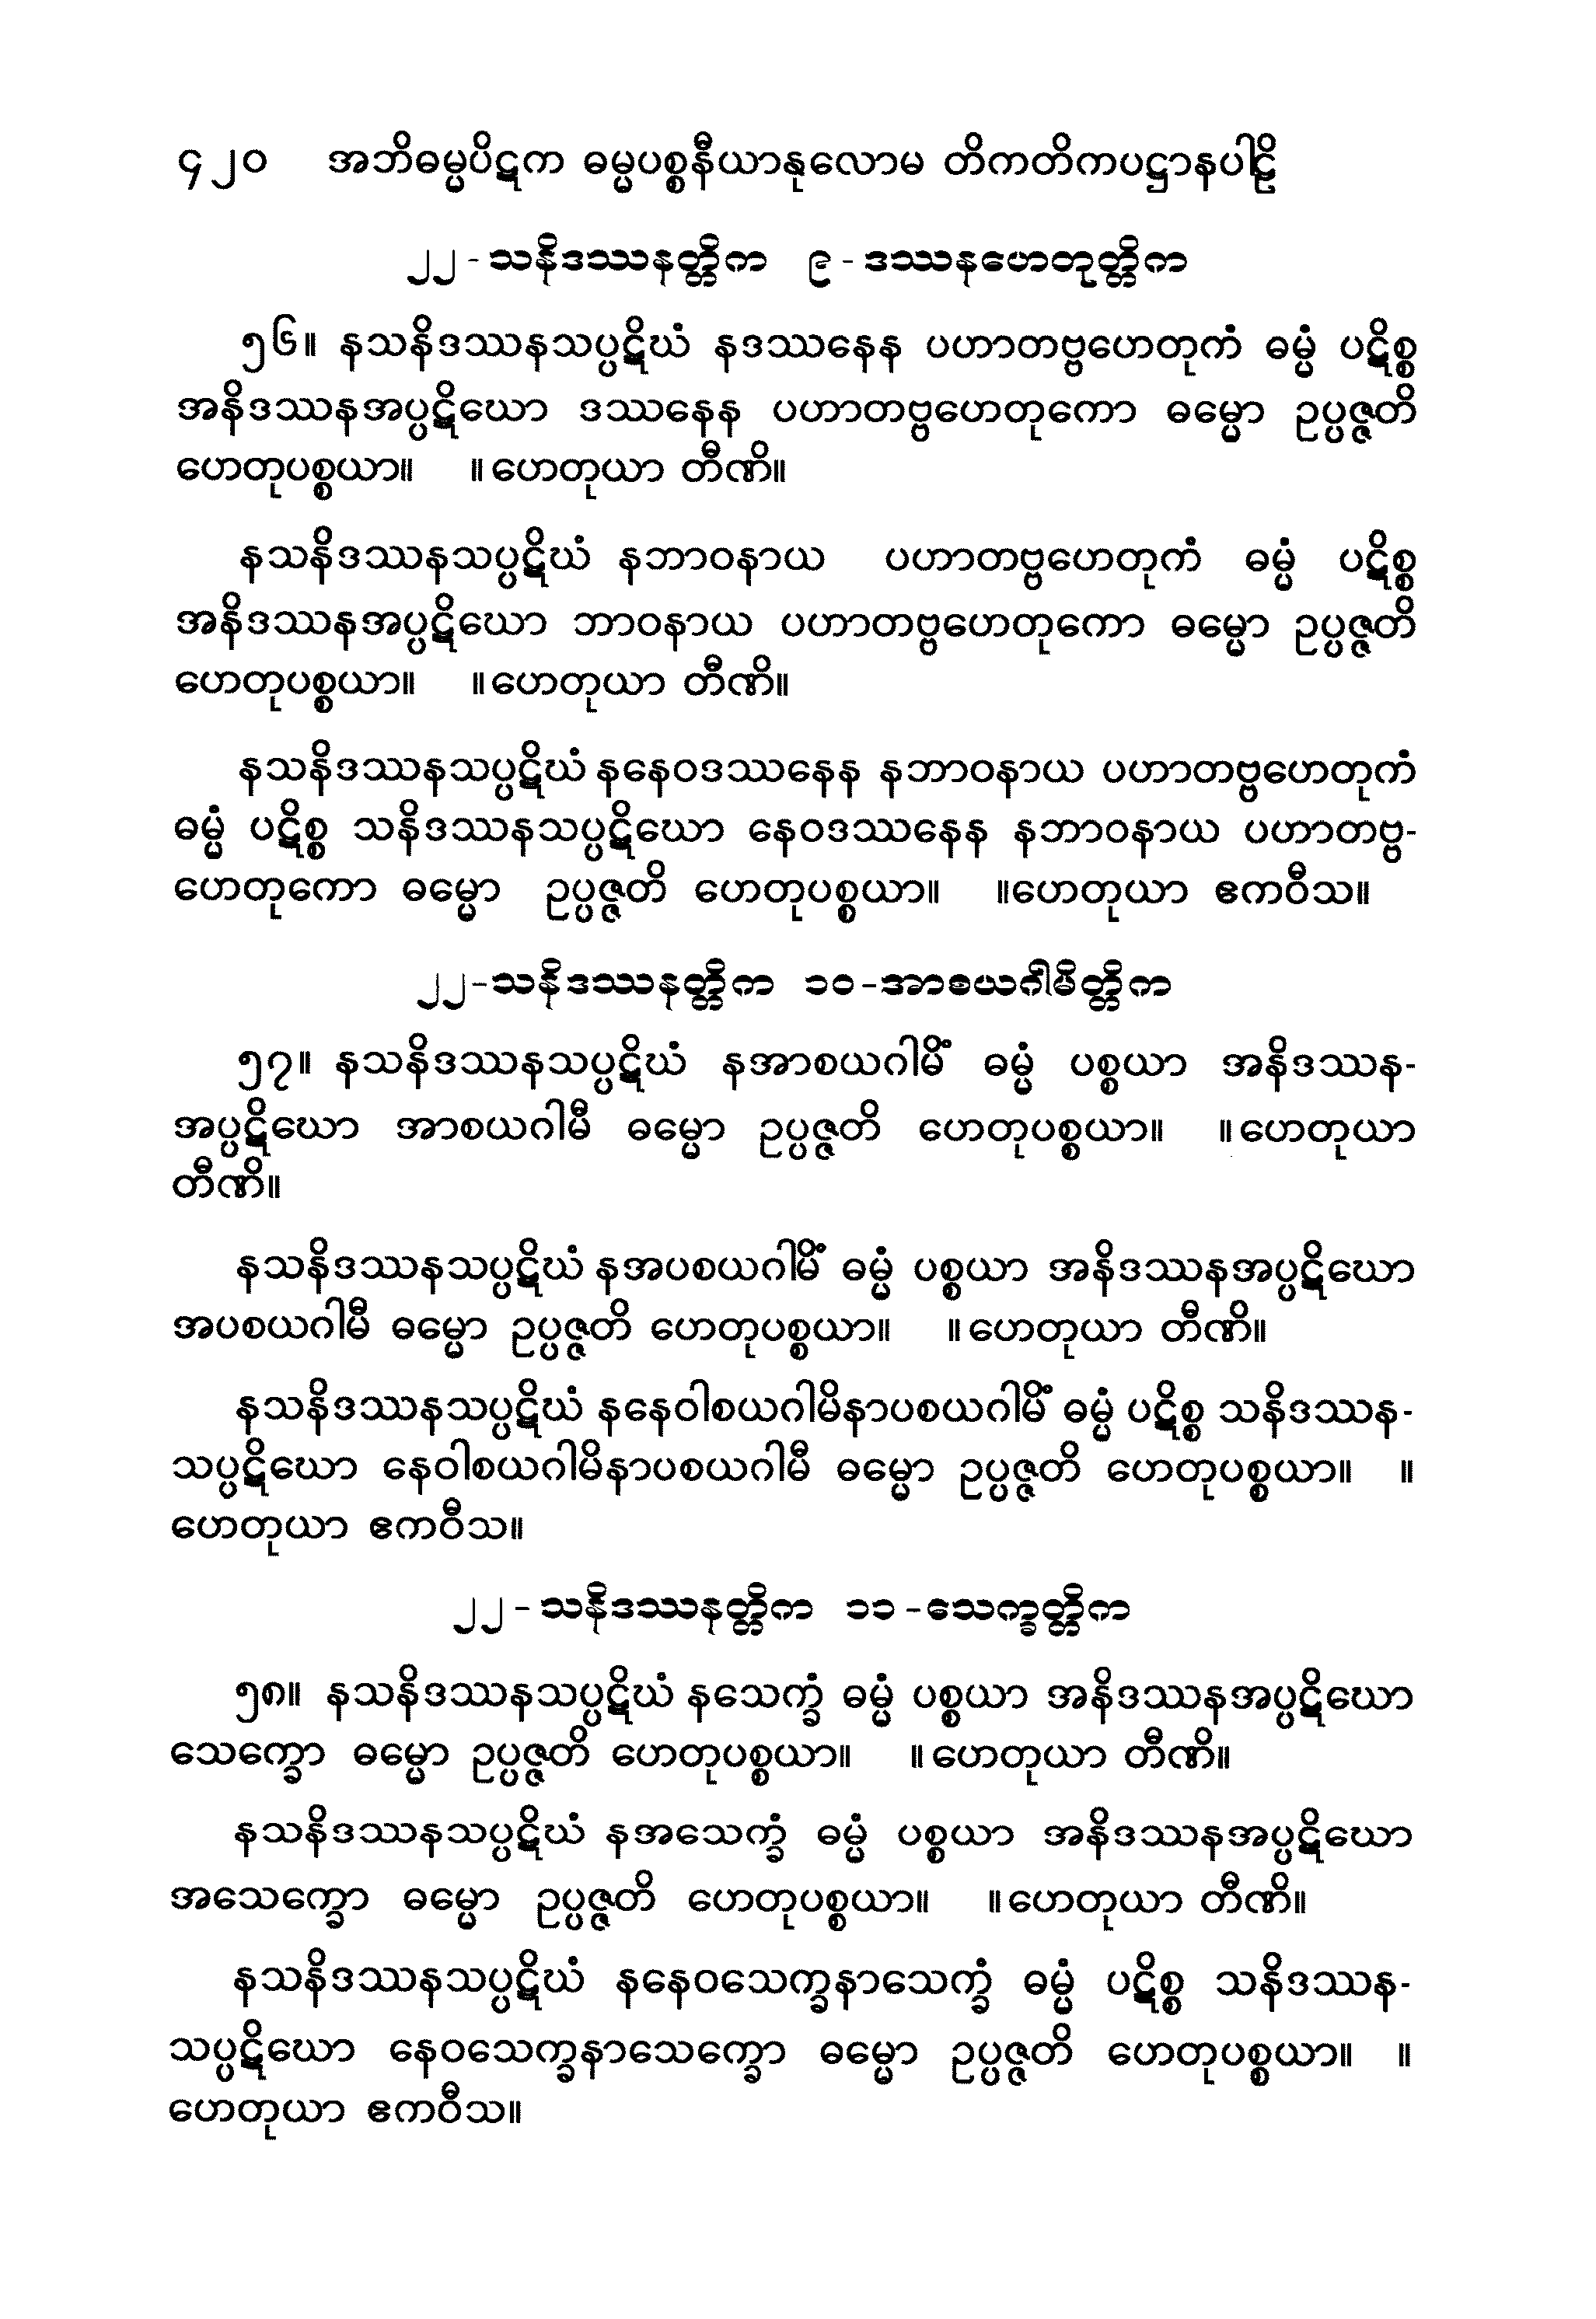 ၄၂၀ အဘိဓမ္မပိဋက ဓမ္မပစ္စနီယာနုလောမ တိကတိကပဋ္ဌာနပါဠိ
၂၂-သနိဒဿနတ္တိက ၉-ဒဿနဟေတုတ္တိက
၅၆။ နသနိဒဿနသပ္ပဋိဃံ နဒဿနေန ပဟာတဗ္ဗဟေတုကံ ဓမ္မံ ပဋိစ္စ
အနိဒဿနအပ္ပဋိဃော ဒဿနေန ပဟာတဗ္ဗဟေတုကော ဓမ္မော ဥပ္ပဇ္ဇတိ
ဟေတုပစ္စယာ။ ။ဟေတုယာ တီဏိ။
နသနိဒဿနသပ္ပဋိဃံ နဘာဝနာယ ပဟာတဗ္ဗဟေတုကံ ဓမ္မံ ပဋိစ္စ
အနိဒဿနအပ္ပဋိဃော ဘာဝနာယ ပဟာတဗ္ဗဟေတုကော ဓမ္မော ဥပ္ပဇ္ဇတိ
ဟေတုပစ္စယာ။ ။ဟေတုယာ တီဏိ။
နသနိဒဿနသပ္ပဋိဃံ နနေဝဒဿနေန နဘာဝနာယ ပဟာတဗ္ဗဟေတုကံ
ဓမ္မံ ပဋိစ္စ သနိဒဿနသပ္ပဋိဃော နေဝဒဿနေန နဘာဝနာယ ပဟာတဗ္ဗ-
ဟေတုကော ဓမ္မော ဥပ္ပဇ္ဇတိ ဟေတုပစ္စယာ။ ။ဟေတုယာ ဧကဝီသ။
၂၂-သနိဒဿနတ္တိက ၁၀-အာစယဂါမိတ္တိက
၅၇။ နသနိဒဿနသပ္ပဋိဃံ နအာစယဂါမိံ ဓမ္မံ ပစ္စယာ အနိဒဿန-
အပ္ပဋိဃော အာစယဂါမီ ဓမ္မော ဥပ္ပဇ္ဇတိ ဟေတုပစ္စယာ။ ။ဟေတုယာ
တီဏိ။
နသနိဒဿနသပ္ပဋိဃံ နအပစယဂါမိံ ဓမ္မံ ပစ္စယာ အနိဒဿနအပ္ပဋိဃော
အပစယဂါမီ ဓမ္မော ဥပ္ပဇ္ဇတိ ဟေတုပစ္စယာ။ ။ဟေတုယာ တီဏိ။
နသနိဒဿနသပ္ပဋိဃံ နနေဝါစယဂါမိနာပစယဂါမိံ ဓမ္မံ ပဋိစ္စ သနိဒဿန-
သပ္ပဋိဃော နေဝါစယဂါမိနာပစယဂါမီ ဓမ္မော ဥပ္ပဇ္ဇတိ ဟေတုပစ္စယာ။ ။
ဟေတုယာ ဧကဝီသ။
၂၂-သနိဒဿနတ္တိက ၁၁-သေက္ခတ္တိက
၅၈။ နသနိဒဿနသပ္ပဋိဃံ နသေက္ခံ ဓမ္မံ ပစ္စယာ အနိဒဿနအပ္ပဋိဃော
သေက္ခော ဓမ္မော ဥပ္ပဇ္ဇတိ ဟေတုပစ္စယာ။ ။ဟေတုယာ တီဏိ။
နသနိဒဿနသပ္ပဋိဃံ နအသေက္ခံ ဓမ္မံ ပစ္စယာ အနိဒဿနအပ္ပဋိဃော
အသေက္ခော ဓမ္မော ဥပ္ပဇ္ဇတိ ဟေတုပစ္စယာ။ ။ဟေတုယာ တီဏိ။
နသနိဒဿနသပ္ပဋိဃံ နနေဝသေက္ခနာသေက္ခံ ဓမ္မံ ပဋိစ္စ သနိဒဿန-
သပ္ပဋိဃော နေဝသေက္ခနာသေက္ခော ဓမ္မော ဥပ္ပဇ္ဇတိ ဟေတုပစ္စယာ။ ။
ဟေတုယာ ဧကဝီသ။